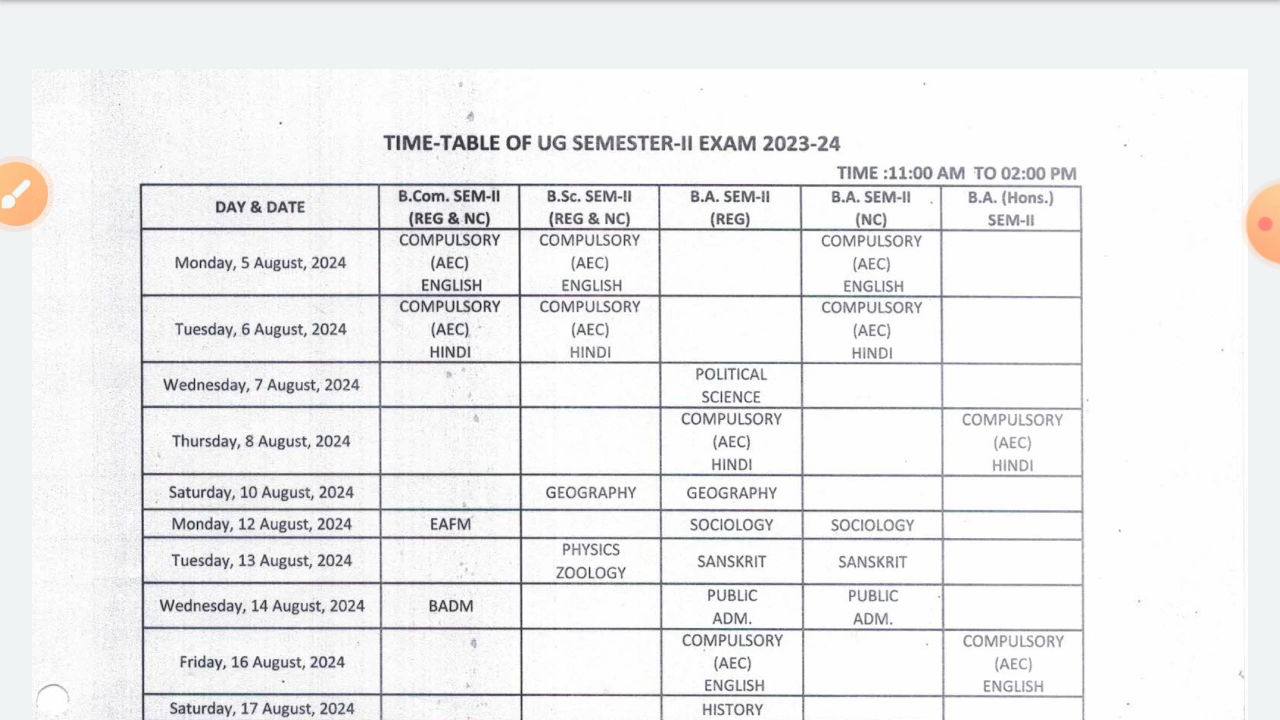 TIME-TABLE OF UG SEMESTER-II EXAM 2023-24
TIME :11:00 AM TO 02:00 PM
DAY & DATE
B.Com. SEM-II
(REG & NC)
B.Sc. SEM-II
(REG & NC)
B.A. SEM-II
(REG)
B.A. SEM-II
(NC)
B.A. (Hons.)
SEM-II
Monday, 5 August, 2024
COMPULSORY
(AEC)
ENGLISH
COMPULSORY
(AEC)
ENGLISH
COMPULSORY
(AEC)
ENGLISH
Tuesday, 6 August, 2024
COMPULSORY
(AEC)
HINDI
COMPULSORY
(AEC)
HINDI
COMPULSORY
(AEC)
HINDI
Wednesday, 7 August, 2024
POLITICAL
SCIENCE
Thursday, 8 August, 2024
COMPULSORY
(AEC)
HINDI
COMPULSORY
(AEC)
HINDI
Saturday, 10 August, 2024
GEOGRAPHY
GEOGRAPHY
Monday, 12 August, 2024
EAFM
SOCIOLOGY
SOCIOLOGY
Tuesday, 13 August, 2024
PHYSICS
ZOOLOGY
SANSKRIT
SANSKRIT
Wednesday, 14 August, 2024
BADM
PUBLIC
ADM.
PUBLIC
ADM.
Friday, 16 August, 2024
COMPULSORY
(AEC)
ENGLISH
COMPULSORY
(AEC)
ENGLISH
Saturday, 17 August, 2024
HISTORY